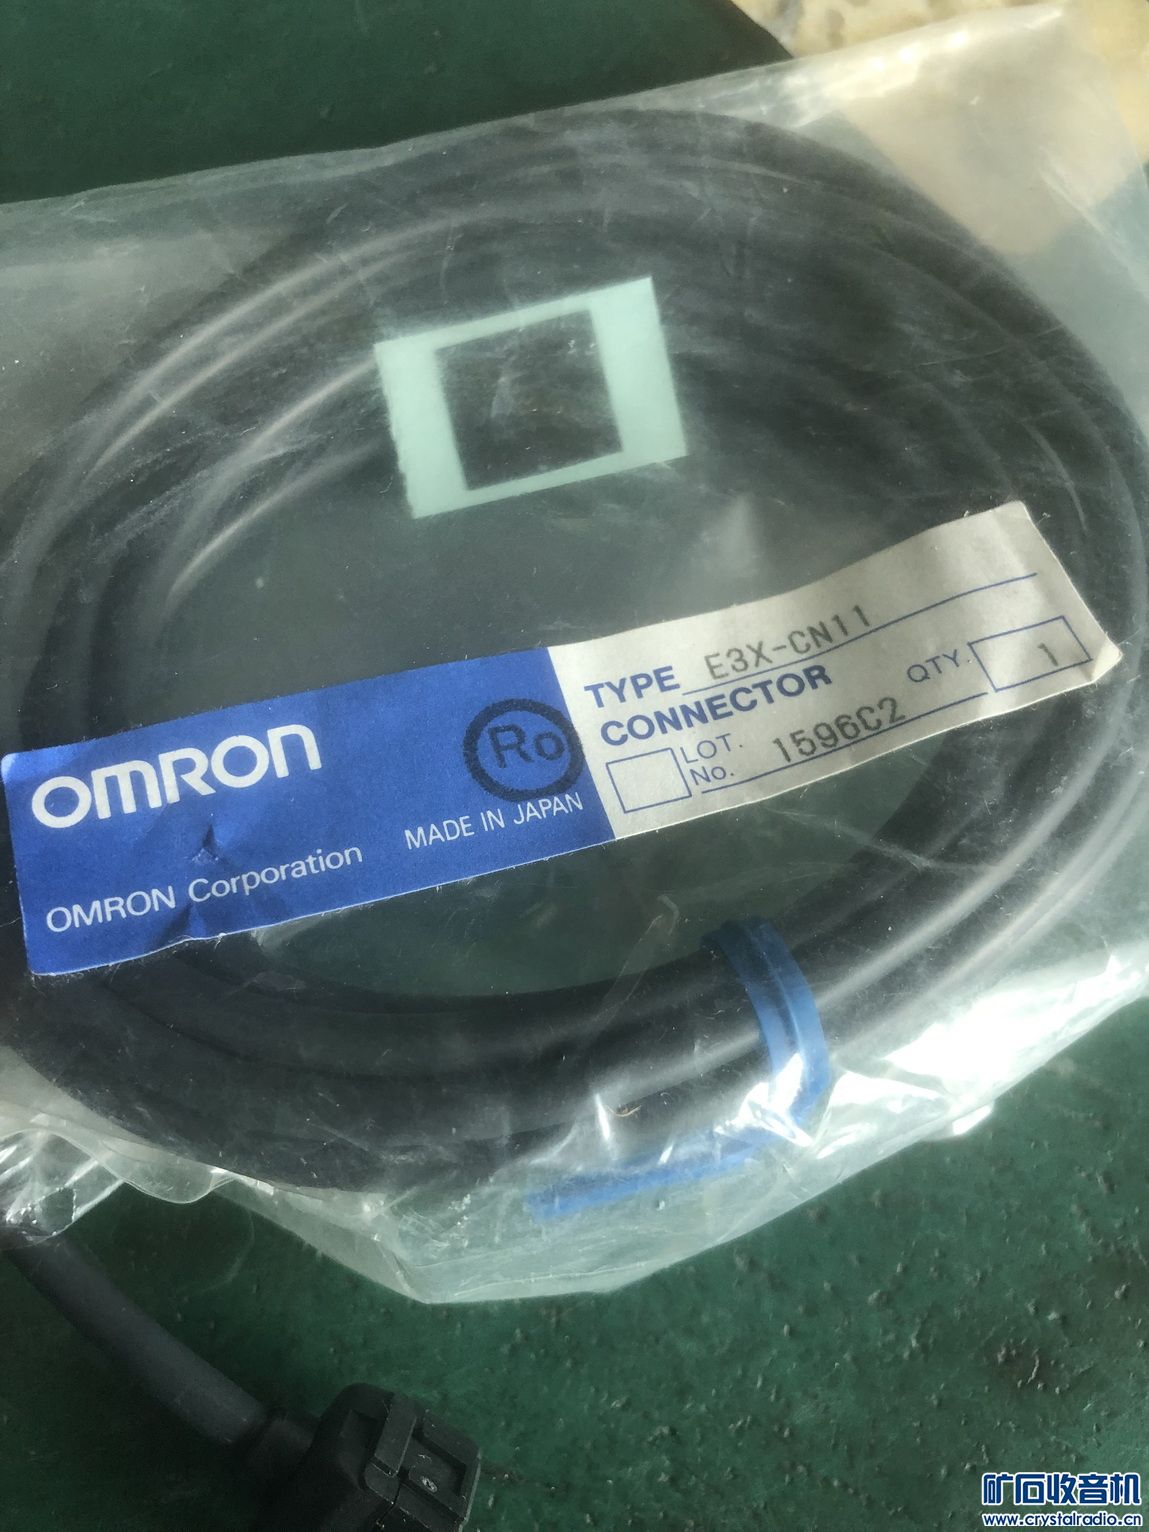 OMRON
OMRON Corporation
Ro
MADE IN JAPAN
TYPE E3X-CN11
CONNECTOR
QTY. 1
LOT. No. 1596C2
矿石收音机
www.crystalradio.cn